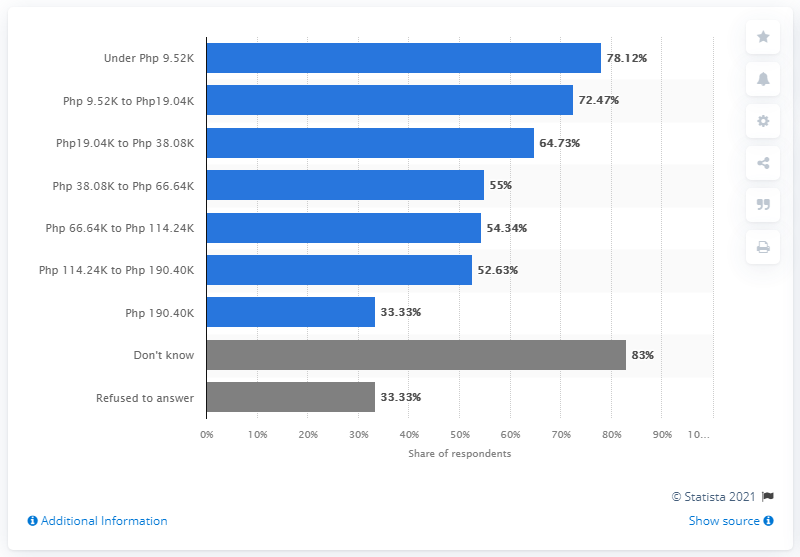 Under Php 9.52K 78.12%
Php 9.52K to Php19.04K 72.47%
Php19.04K to Php 38.08K 64.73%
Php 38.08K to Php 66.64K 55%
Php 66.64K to Php 114.24K 54.34%
Php 114.24K to Php 190.40K 52.63%
Php 190.40K 33.33%
Don't know 83%
Refused to answer 33.33%
0% 10% 20% 30% 40% 50% 60% 70% 80% 90% 10...
Share of respondents
© Statista 2021
Additional Information Show source